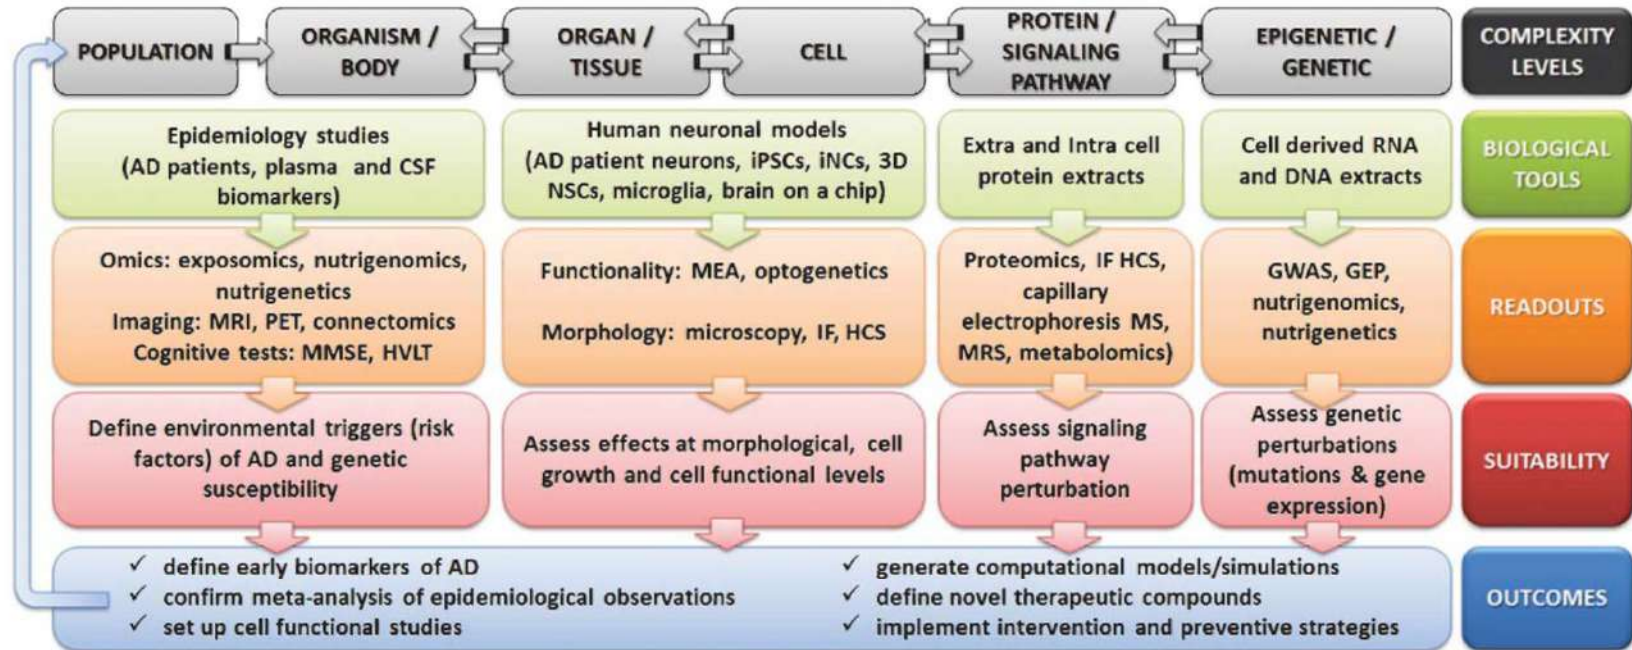 POPULATION
ORGANISM /
BODY
ORGAN /
TISSUE
CELL
PROTEIN /
SIGNALING
PATHWAY
EPIGENETIC /
GENETIC
COMPLEXITY
LEVELS
Epidemiology studies
(AD patients, plasma and CSF
biomarkers)
Human neuronal models
(AD patient neurons, iPSCs, iNCs, 3D
NSCs, microglia, brain on a chip)
Extra and Intra cell
protein extracts
Cell derived RNA
and DNA extracts
BIOLOGICAL
TOOLS
Omics: exposomics, nutrigenomics,
nutrigenetics
Imaging: MRI, PET, connectomics
Cognitive tests: MMSE, HVLT
Functionality: MEA, optogenetics
Morphology: microscopy, IF, HCS
Proteomics, IF HCS,
capillary
electrophoresis MS,
MRS, metabolomics)
GWAS, GEP,
nutrigenomics,
nutrigenetics
READOUTS
Define environmental triggers (risk
factors) of AD and genetic
susceptibility
Assess effects at morphological, cell
growth and cell functional levels
Assess signaling
pathway
perturbation
Assess genetic
perturbations
(mutations & gene
expression)
SUITABILITY
✓ define early biomarkers of AD
✓ confirm meta-analysis of epidemiological observations
✓ set up cell functional studies
✓ generate computational models/simulations
✓ define novel therapeutic compounds
✓ implement intervention and preventive strategies
OUTCOMES